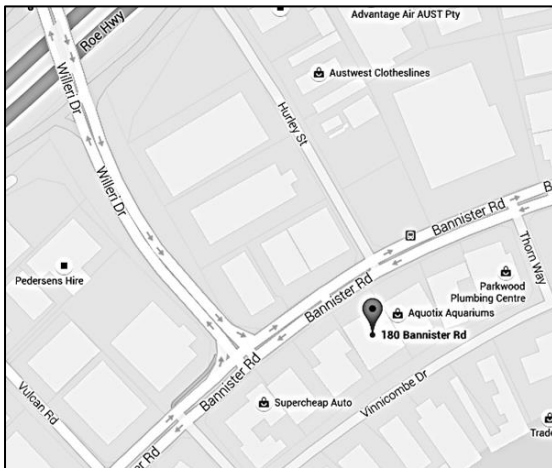 Advantage Air AUST Pty
Roe Hwy
Austwest Clotheslines
Willeri Dr
Hurley St
Willeri Dr
Bannister Rd
B
Thorn Way
Pedersens Hire
Parkwood
Plumbing Centre
Bannister Rd
Aquotix Aquariums
180 Bannister Rd
Bannister Rd
Vinnicombe Dr
Supercheap Auto
Vulcan Rd
Trade
ter Rd